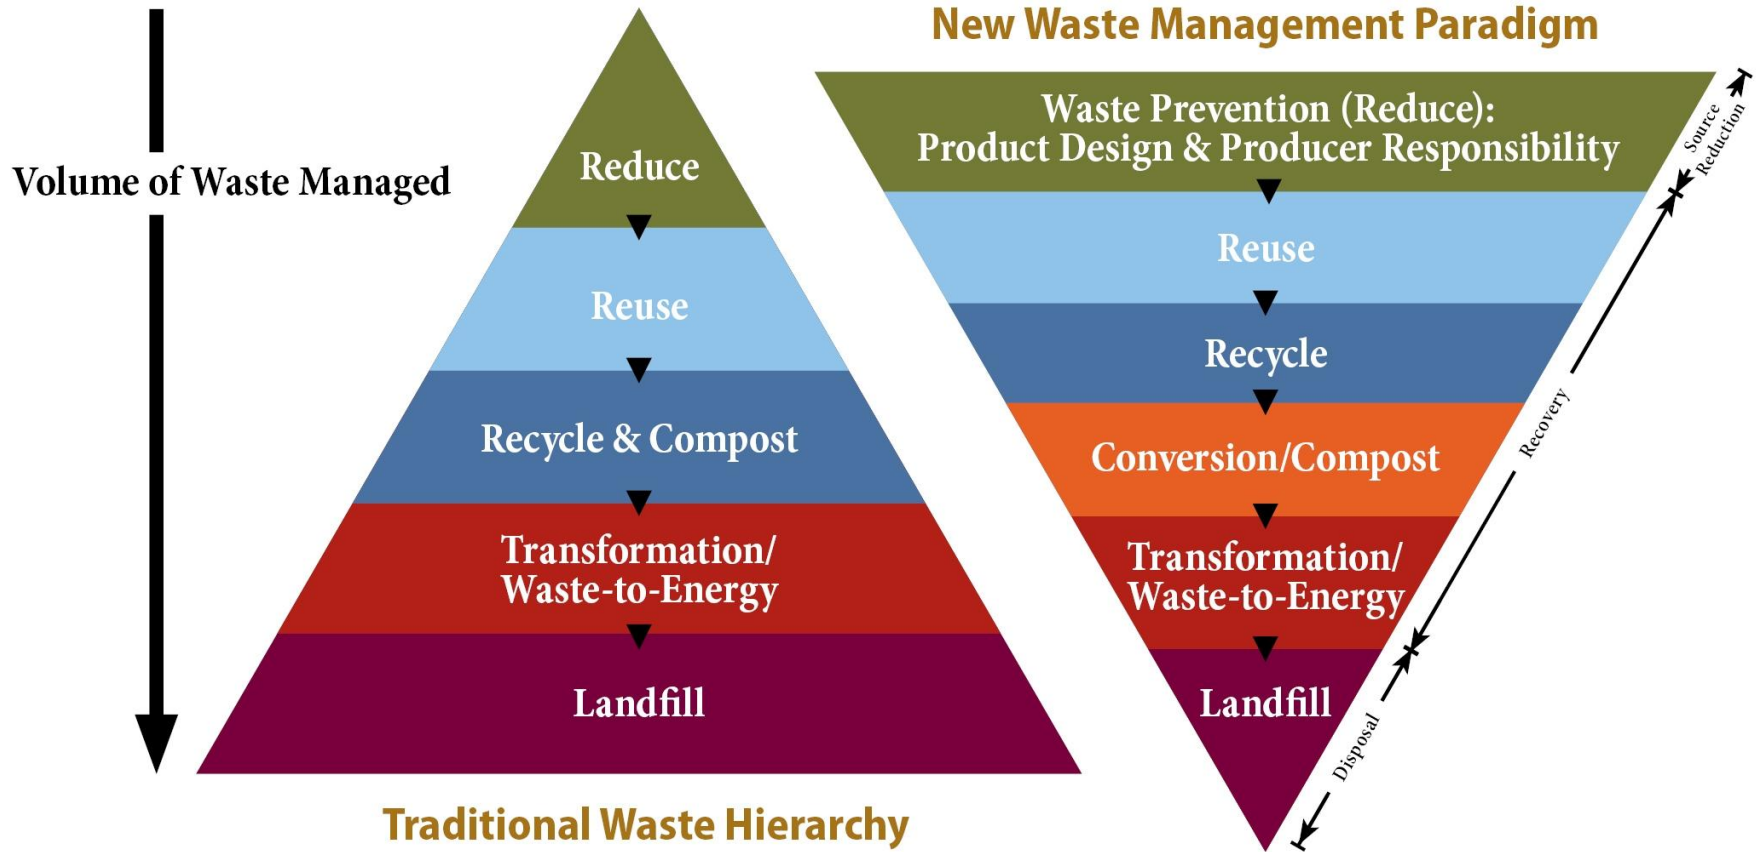 Volume of Waste Managed
Reduce
Reuse
Recycle & Compost
Transformation/
Waste-to-Energy
Landfill
Traditional Waste Hierarchy
New Waste Management Paradigm
Waste Prevention (Reduce):
Product Design & Producer Responsibility
Reuse
Recycle
Conversion/Compost
Transformation/
Waste-to-Energy
Landfill
Source
Reduction
Recovery
Disposal